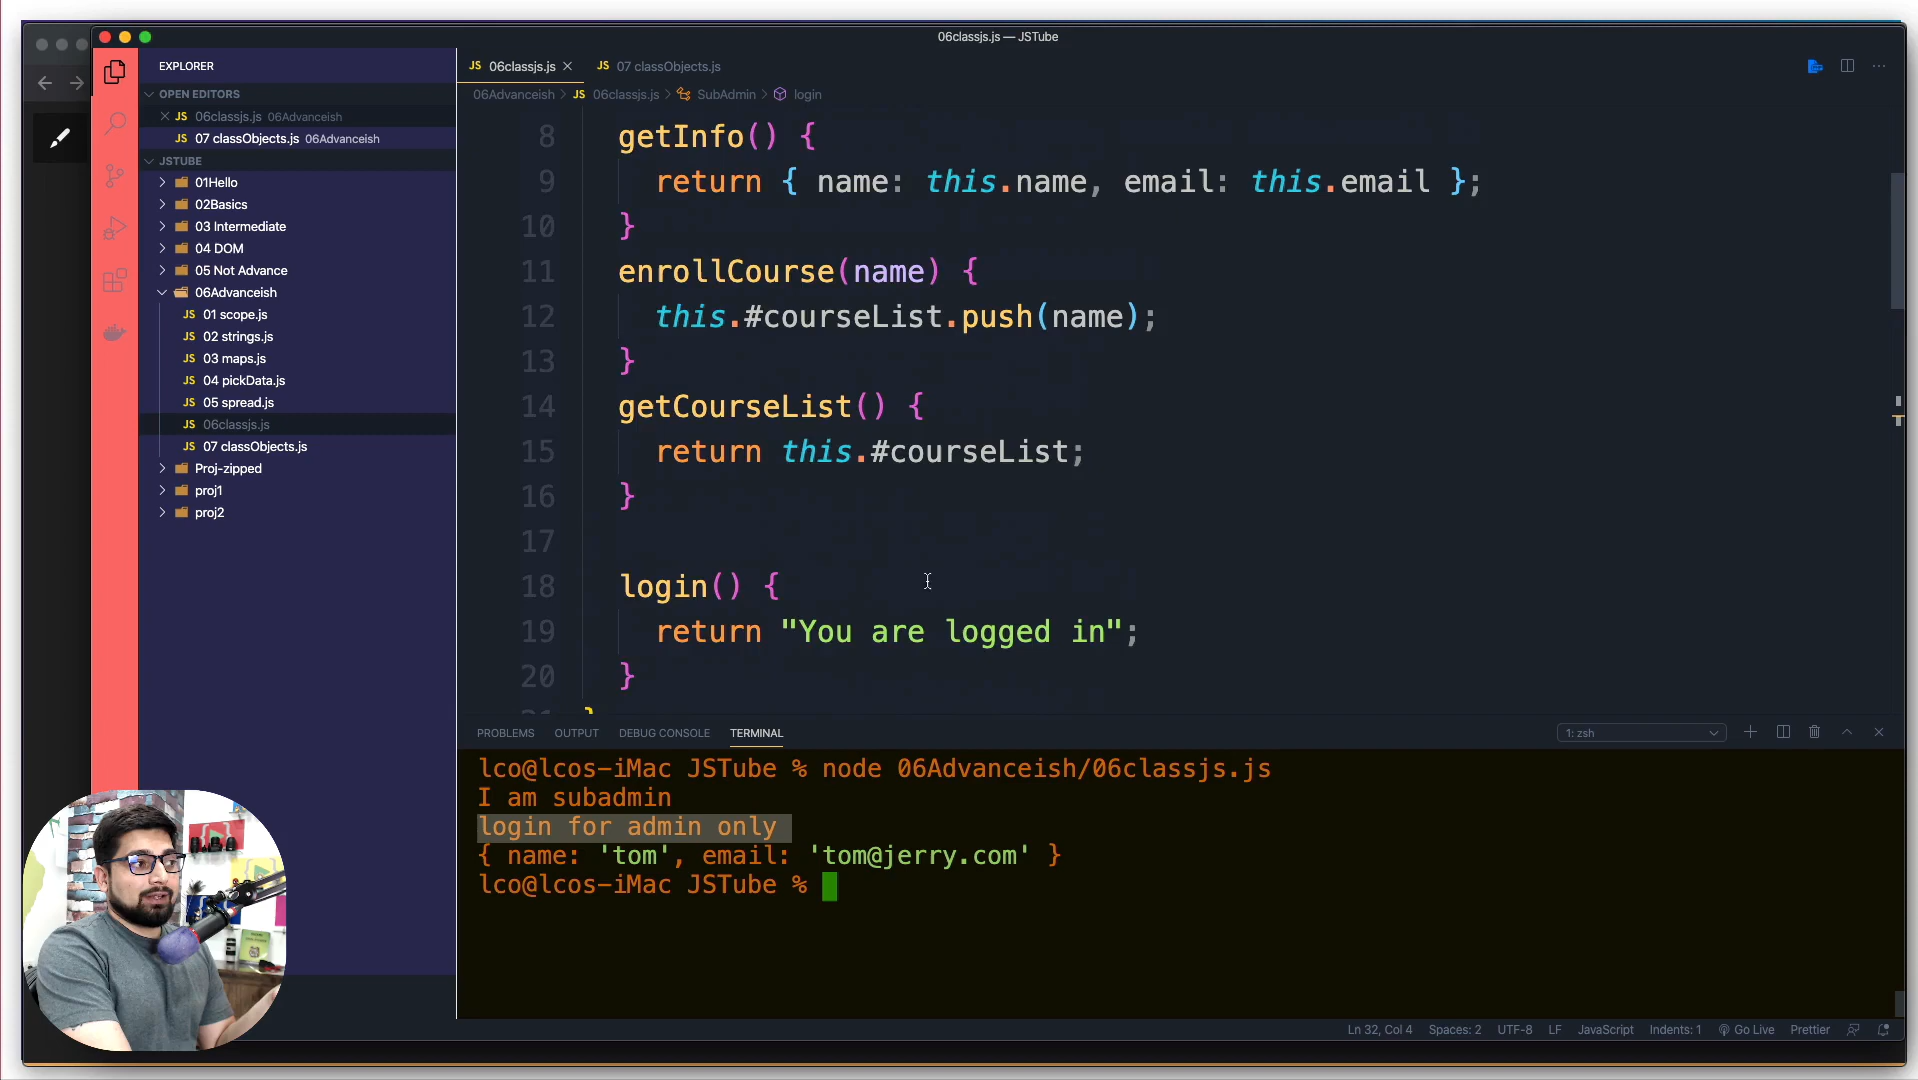 06classjs.js — JSTube
EXPLORER
OPEN EDITORS
JS 06classjs.js 06Advanceish
JS 07 classObjects.js 06Advanceish
JSTUBE
01Hello
02Basics
03 Intermediate
04 DOM
05 Not Advance
06Advanceish
JS 01 scope.js
JS 02 strings.js
JS 03 maps.js
JS 04 pickData.js
JS 05 spread.js
JS 06classjs.js
JS 07 classObjects.js
Proj-zipped
proj1
proj2
JS 06classjs.js JS 07 classObjects.js
06Advanceish > JS 06classjs.js > SubAdmin > login
8 getInfo() {
9 return { name: this.name, email: this.email };
10 }
11 enrollCourse(name) {
12 this.#courseList.push(name);
13 }
14 getCourseList() {
15 return this.#courseList;
16 }
17
18 login() {
19 return "You are logged in";
20 }
21 }
PROBLEMS OUTPUT DEBUG CONSOLE TERMINAL 1: zsh
lco@lcos-iMac JSTube % node 06Advanceish/06classjs.js
I am subadmin
login for admin only
{ name: 'tom', email: 'tom@jerry.com' }
lco@lcos-iMac JSTube %
Ln 32, Col 4 Spaces: 2 UTF-8 LF JavaScript Indents: 1 Go Live Prettier